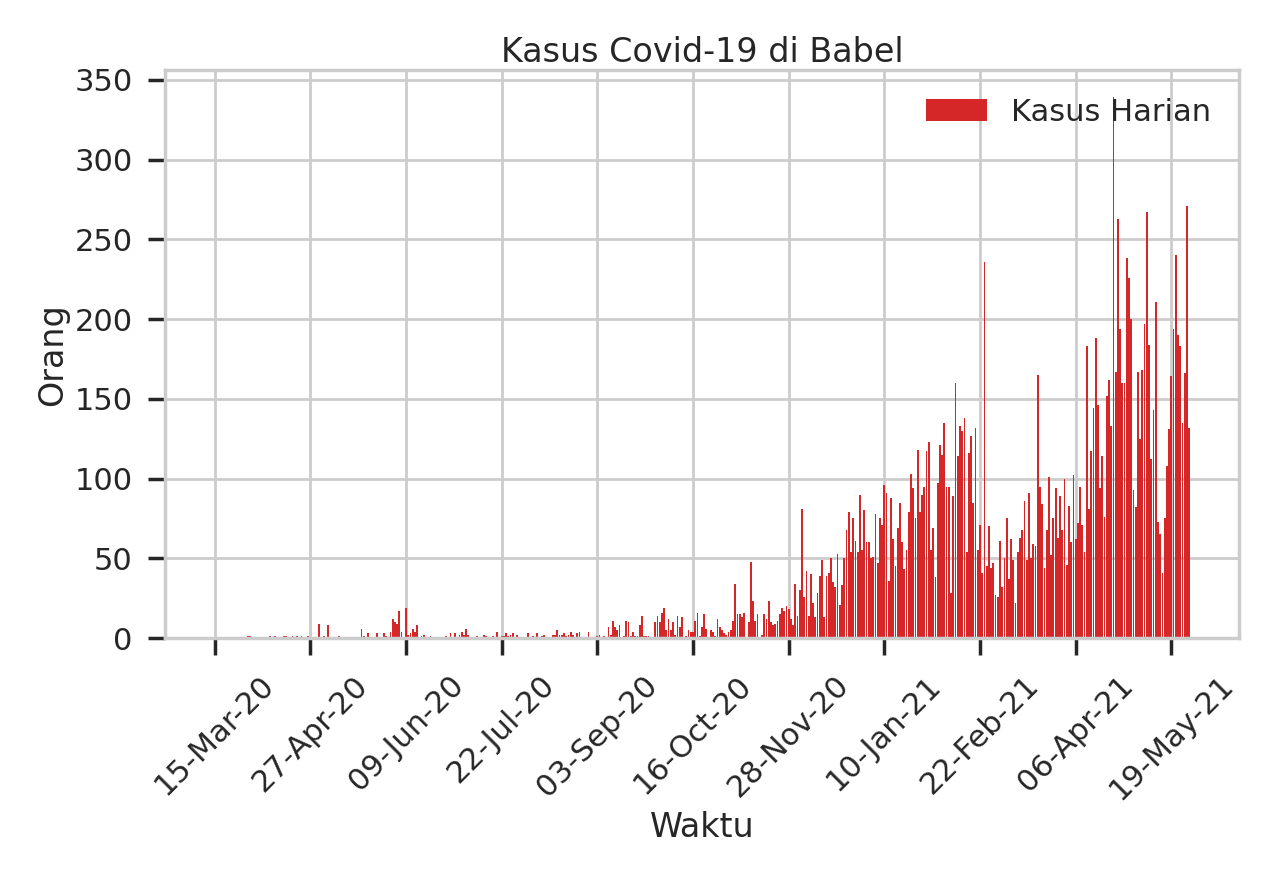 Kasus Covid-19 di Babel
Kasus Harian
350
300
250
200
150
100
50
0
Orang
15-Mar-20
27-Apr-20
09-Jun-20
22-Jul-20
03-Sep-20
16-Oct-20
28-Nov-20
10-Jan-21
22-Feb-21
06-Apr-21
19-May-21
Waktu